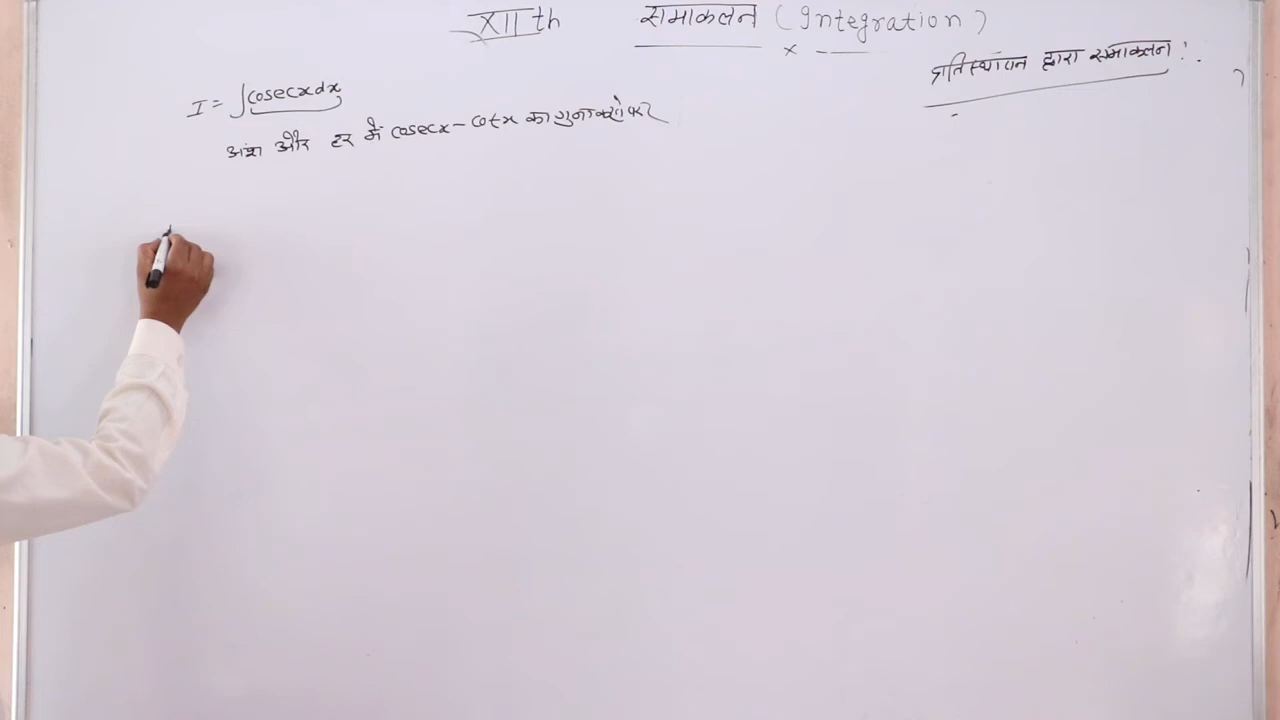 XIIth समाकलन (Integration)
प्रतिस्थापन द्वारा समाकलन :.
I = ∫cosecx dx
अंश और हर में cosecx - cotx का गुणा करने पर